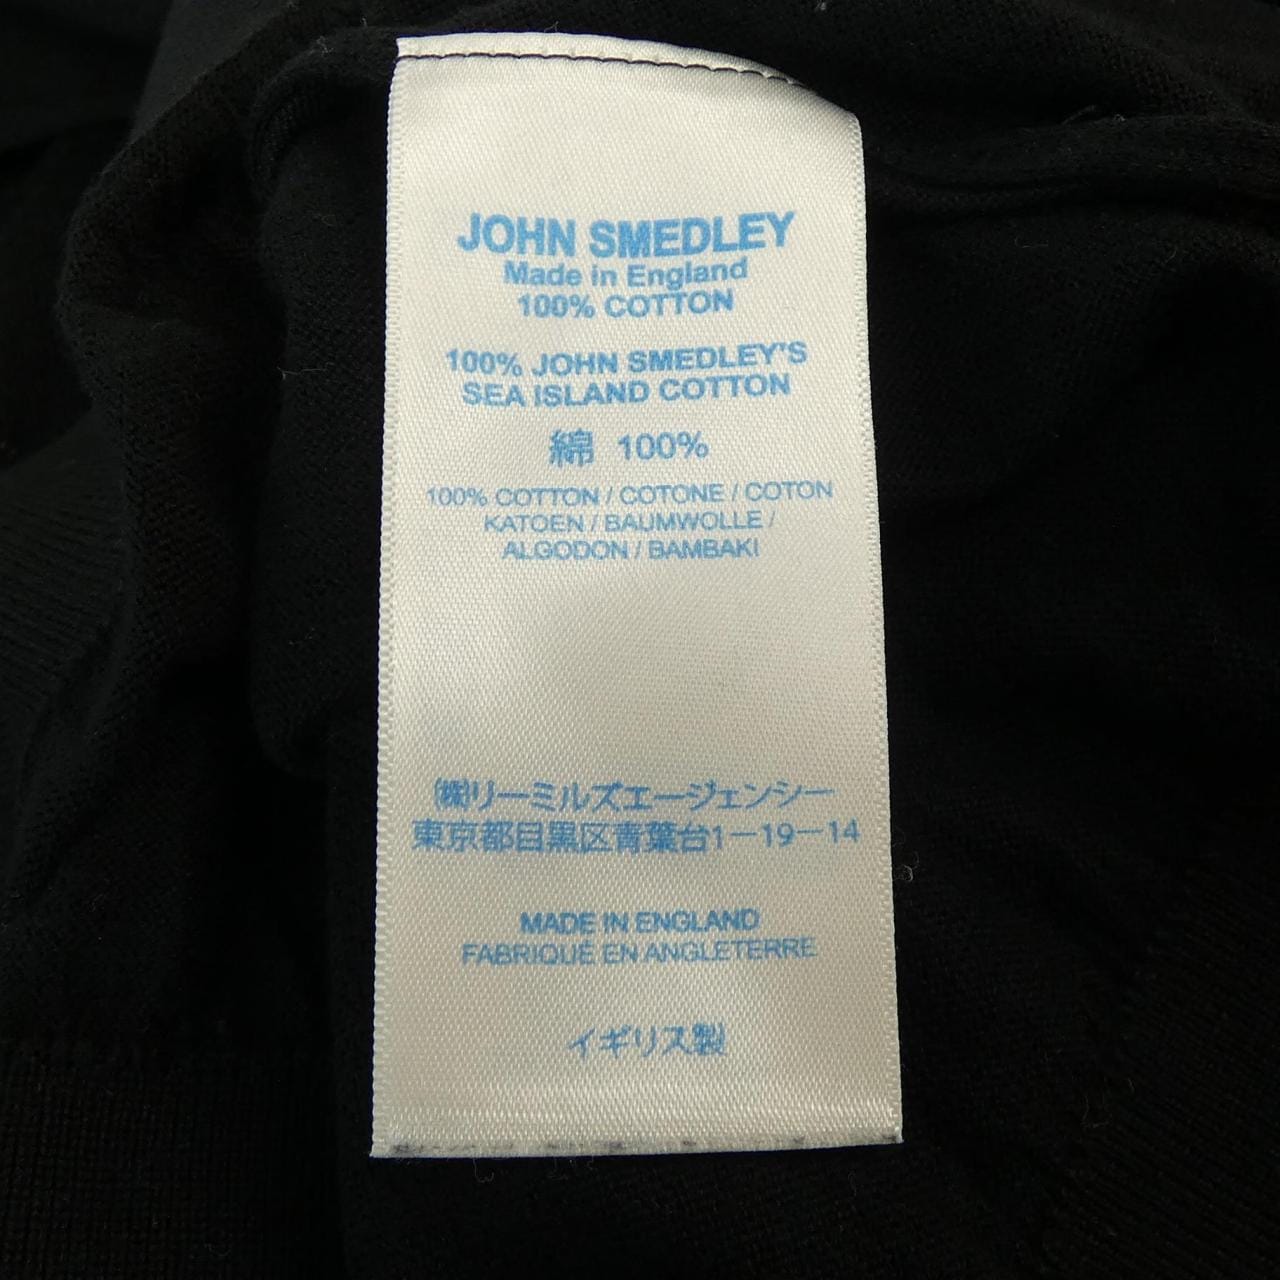 JOHN SMEDLEY
Made in England
100% COTTON
100% JOHN SMEDLEY'S
SEA ISLAND COTTON
綿 100%
100% COTTON / COTONE / COTON
KATOEN / BAUMWOLLE /
ALGODON / BAMBAKI
㈱リーミルズエージェンシー
東京都目黒区青葉台1-19-14
MADE IN ENGLAND
FABRIQUÉ EN ANGLETERRE
イギリス製